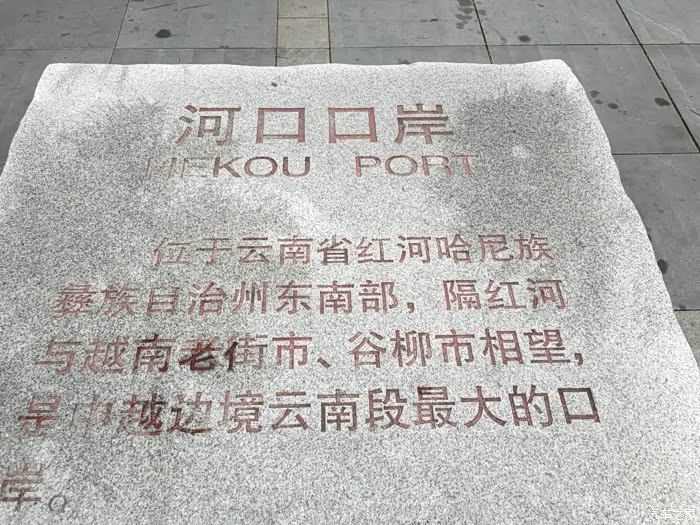 河口口岸
HEKOU PORT
位于云南省红河哈尼族
彝族自治州东南部，隔红河
与越南老街市、谷柳市相望，
是中越边境云南段最大的口
岸。